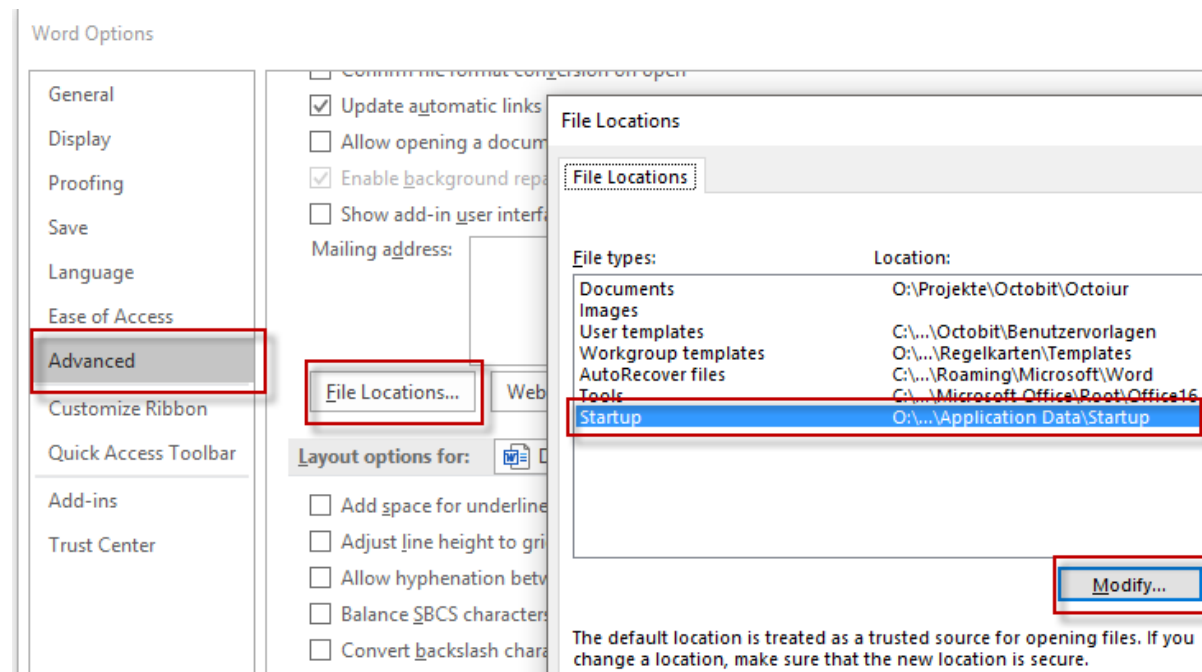 Word Options
General
Display
Proofing
Save
Language
Ease of Access
Advanced
Customize Ribbon
Quick Access Toolbar
Add-ins
Trust Center
Confirm file format conversion on open
Update automatic links
Allow opening a docum
Enable background repa
Show add-in user interfa
Mailing address:
File Locations... Web
Layout options for: D
Add space for underline
Adjust line height to gri
Allow hyphenation betw
Balance SBCS characters
Convert backslash chara
File Locations
File Locations
File types: Location:
Documents O:\Projekte\Octobit\Octoiur
Images
User templates C:\...\Octobit\Benutzervorlagen
Workgroup templates O:\...\Regelkarten\Templates
AutoRecover files C:\...\Roaming\Microsoft\Word
Tools C:\...\Microsoft Office\Root\Office16
Startup O:\...\Application Data\Startup
Modify...
The default location is treated as a trusted source for opening files. If you
change a location, make sure that the new location is secure.